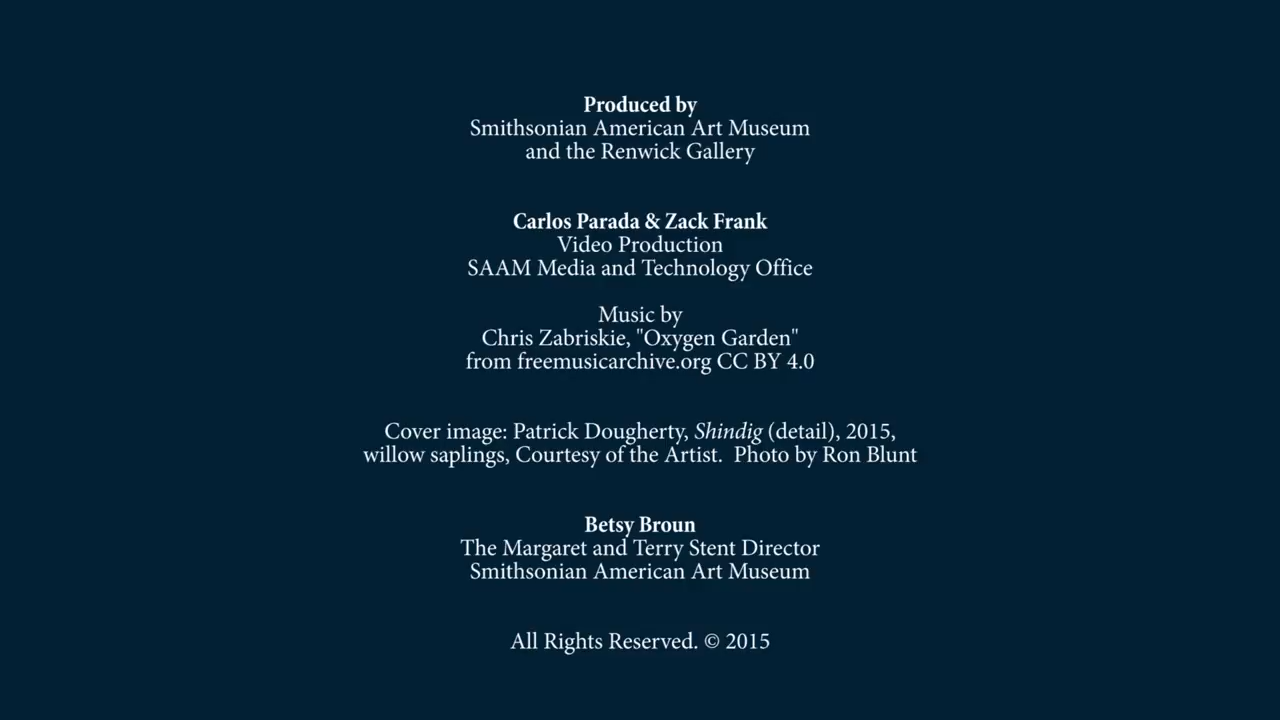 Produced by
Smithsonian American Art Museum
and the Renwick Gallery
Carlos Parada & Zack Frank
Video Production
SAAM Media and Technology Office
Music by
Chris Zabriskie, "Oxygen Garden"
from freemusicarchive.org CC BY 4.0
Cover image: Patrick Dougherty, Shindig (detail), 2015,
willow saplings, Courtesy of the Artist.  Photo by Ron Blunt
Betsy Broun
The Margaret and Terry Stent Director
Smithsonian American Art Museum
All Rights Reserved. © 2015